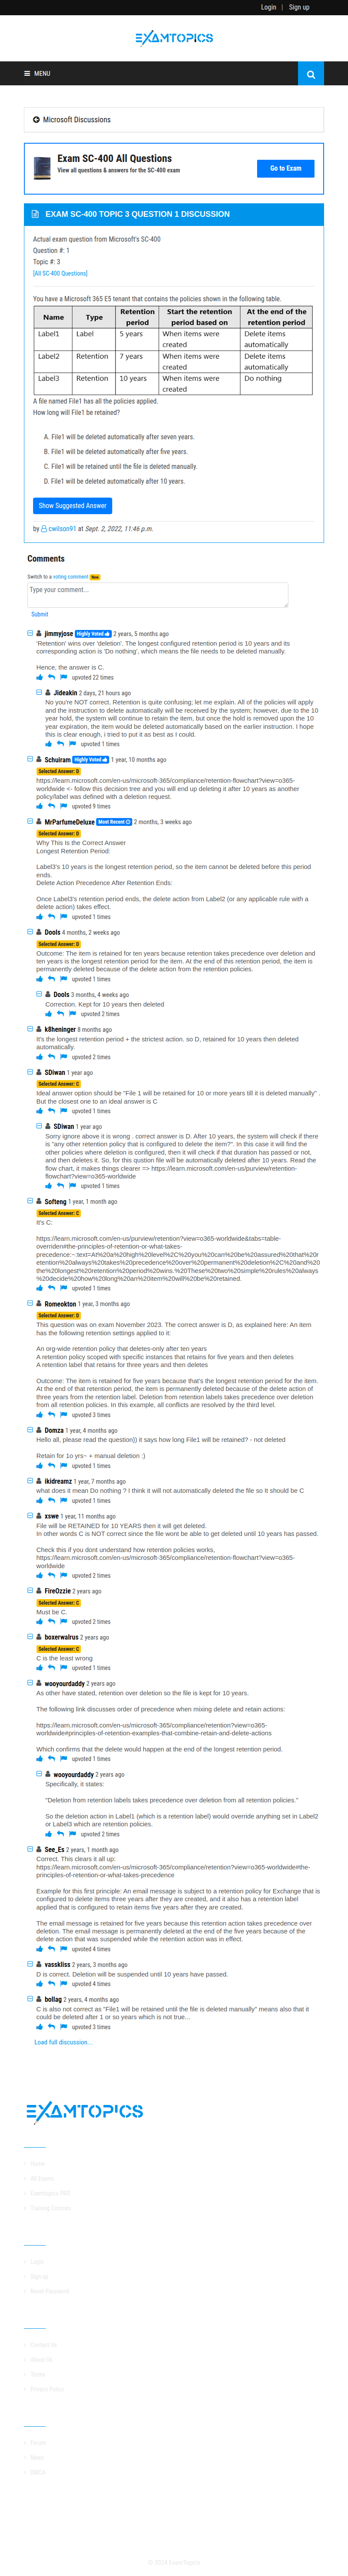 Login | Sign up
EXAMTOPICS
MENU
Microsoft Discussions
Exam SC-400 All Questions
View all questions & answers for the SC-400 exam
Go to Exam
EXAM SC-400 TOPIC 3 QUESTION 1 DISCUSSION
Actual exam question from Microsoft's SC-400
Question #: 1
Topic #: 3
[All SC-400 Questions]
You have a Microsoft 365 E5 tenant that contains the policies shown in the following table.
Name Type Retention period Start the retention period based on At the end of the retention period
Label1 Label 5 years When items were created Delete items automatically
Label2 Retention 7 years When items were created Delete items automatically
Label3 Retention 10 years When items were created Do nothing
A file named File1 has all the policies applied.
How long will File1 be retained?
A. File1 will be deleted automatically after seven years.
B. File1 will be deleted automatically after five years.
C. File1 will be retained until the file is deleted manually.
D. File1 will be deleted automatically after 10 years.
Show Suggested Answer
by cwilson91 at Sept. 2, 2022, 11:46 p.m.
Comments
Switch to a voting comment New
Type your comment...
Submit
jimmyjose Highly Voted 2 years, 5 months ago
'Retention' wins over 'deletion'. The longest configured retention period is 10 years and its
corresponding action is 'Do nothing', which means the file needs to be deleted manually.
Hence, the answer is C.
upvoted 22 times
Jideakin 2 days, 21 hours ago
No you're NOT correct. Retention is quite confusing; let me explain. All of the policies will apply
and the instruction to delete automatically will be received by the system; however, due to the 10
year hold, the system will continue to retain the item, but once the hold is removed upon the 10
year expiration, the item would be deleted automatically based on the earlier instruction. I hope
this is clear enough, i tried to put it as best as I could.
upvoted 1 times
Schuiram Highly Voted 1 year, 10 months ago
Selected Answer: D
https://learn.microsoft.com/en-us/microsoft-365/compliance/retention-flowchart?view=o365-
worldwide <- follow this decision tree and you will end up deleting it after 10 years as another
policy/label was defined with a deletion request.
upvoted 9 times
MrParfumeDeluxe Most Recent 2 months, 3 weeks ago
Selected Answer: D
Why This Is the Correct Answer
Longest Retention Period:
Label3's 10 years is the longest retention period, so the item cannot be deleted before this period
ends.
Delete Action Precedence After Retention Ends:
Once Label3's retention period ends, the delete action from Label2 (or any applicable rule with a
delete action) takes effect.
upvoted 1 times
Dools 4 months, 2 weeks ago
Selected Answer: D
Outcome: The item is retained for ten years because retention takes precedence over deletion and
ten years is the longest retention period for the item. At the end of this retention period, the item is
permanently deleted because of the delete action from the retention policies.
upvoted 1 times
Dools 3 months, 4 weeks ago
Correction. Kept for 10 years then deleted
upvoted 2 times
k8heninger 8 months ago
It's the longest retention period + the strictest action. so D, retained for 10 years then deleted
automatically.
upvoted 2 times
SDiwan 1 year ago
Selected Answer: C
Ideal answer option should be "File 1 will be retained for 10 or more years till it is deleted manually" .
But the closest one to an ideal answer is C
upvoted 1 times
SDiwan 1 year ago
Sorry ignore above it is wrong . correct answer is D. After 10 years, the system will check if there
is "any other retention policy that is configured to delete the item?". In this case it will find the
other policies where deletion is configured, then it will check if that duration has occured or not,
and then deletes it. So, for this qustion the duration will always be more than 10 years. Read the
flow chart, it makes things clearer => https://learn.microsoft.com/en-us/purview/retention-
flowchart?view=o365-worldwide
upvoted 1 times
Softeng 1 year, 1 month ago
Selected Answer: C
It's C:
https://learn.microsoft.com/en-us/purview/retention?view=o365-worldwide&tabs=table-
overriden#the-principles-of-retention-or-what-takes-
precedence:~:text=At%20a%20high%20level%2C%20you%20can%20be%20assured%20that%20r
etention%20always%20takes%20precedence%20over%20permanent%20deletion%2C%20and%20
the%20longest%20retention%20period%20wins.%20These%20two%20simple%20rules%20always
%20decide%20how%20long%20an%20item%20will%20be%20retained.
upvoted 1 times
Romeokton 1 year, 3 months ago
Selected Answer: D
This question was on exam November 2023. The correct answer is D, as explained here: An item
has the following retention settings applied to it:
An org-wide retention policy that deletes-only after ten years
A retention policy scoped with specific instances that retains for five years and then deletes
A retention label that retains for three years and then deletes
Outcome: The item is retained for five years because that's the longest retention period for the item.
At the end of that retention period, the item is permanently deleted because of the delete action of
three years from the retention label. Deletion from retention labels takes precedence over deletion
from all retention policies. In this example, all conflicts are resolved by the third level.
upvoted 3 times
Domza 1 year, 4 months ago
Hello all, please read the question)) it says how long File1 will be retained? - not deleted
Retain for 1o yrs~ + manual deletion :)
upvoted 1 times
ikidreamz 1 year, 7 months ago
what does it mean Do nothing ? I think it will not automatically deleted the file so It should be C
upvoted 1 times
xswe 1 year, 11 months ago
File will be RETAINED for 10 YEARS then it will get deleted.
In other words C is NOT correct since the file wont be able to get deleted until 10 years has passed.
Check this if you dont understand how retention policies works,
https://learn.microsoft.com/en-us/microsoft-365/compliance/retention-flowchart?view=o365-
worldwide
upvoted 2 times
FireOzzie 2 years ago
Selected Answer: C
Must be C.
upvoted 2 times
boxerwalrus 2 years ago
Selected Answer: C
C is the least wrong
upvoted 1 times
wooyourdaddy 2 years ago
As other have stated, retention over deletion so the file is kept for 10 years.
The following link discusses order of precedence when mixing delete and retain actions:
https://learn.microsoft.com/en-us/microsoft-365/compliance/retention?view=o365-
worldwide#principles-of-retention-examples-that-combine-retain-and-delete-actions
Which confirms that the delete would happen at the end of the longest retention period.
upvoted 1 times
wooyourdaddy 2 years ago
Specifically, it states:
"Deletion from retention labels takes precedence over deletion from all retention policies."
So the deletion action in Label1 (which is a retention label) would override anything set in Label2
or Label3 which are retention policies.
upvoted 2 times
See_Es 2 years, 1 month ago
Correct. This clears it all up:
https://learn.microsoft.com/en-us/microsoft-365/compliance/retention?view=o365-worldwide#the-
principles-of-retention-or-what-takes-precedence
Example for this first principle: An email message is subject to a retention policy for Exchange that is
configured to delete items three years after they are created, and it also has a retention label
applied that is configured to retain items five years after they are created.
The email message is retained for five years because this retention action takes precedence over
deletion. The email message is permanently deleted at the end of the five years because of the
delete action that was suspended while the retention action was in effect.
upvoted 4 times
vasskliss 2 years, 3 months ago
D is correct. Deletion will be suspended until 10 years have passed.
upvoted 4 times
bollag 2 years, 4 months ago
C is also not correct as "File1 will be retained until the file is deleted manually" means also that it
could be deleted after 1 or so years which is not true...
upvoted 3 times
Load full discussion...
EXAMTOPICS
Home
All Exams
Examtopics PRO
Training Courses
Login
Sign up
Reset Password
Contact Us
About Us
Terms
Privacy Policy
Forum
News
DMCA
© 2024 ExamTopics